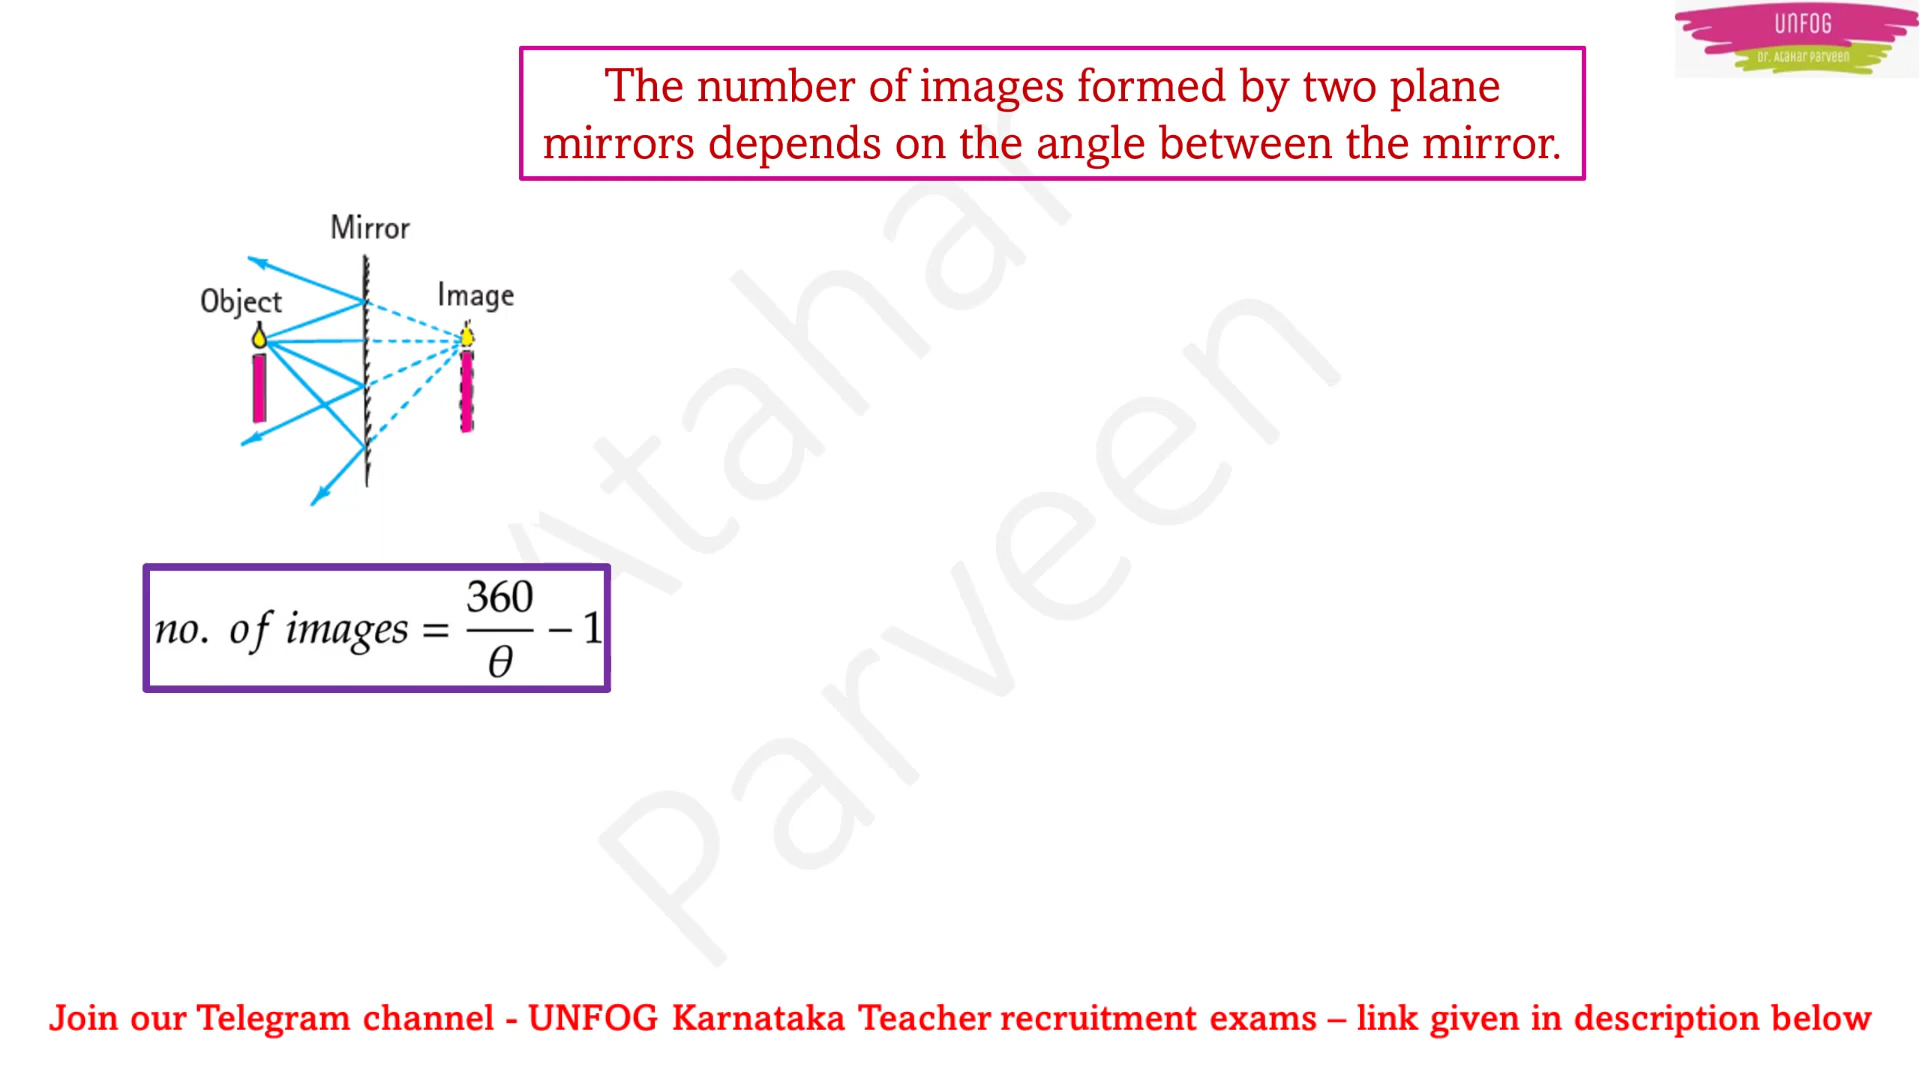 UNFOG
Dr. Atahar Parveen
The number of images formed by two plane
mirrors depends on the angle between the mirror.
Mirror
Object
Image
no. of images = 360/θ − 1
Atahar
Parveen
Join our Telegram channel - UNFOG Karnataka Teacher recruitment exams – link given in description below